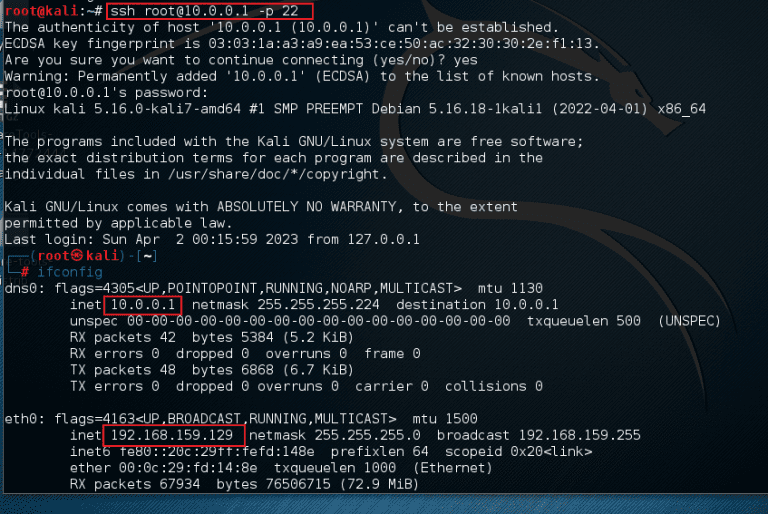 root@kali:~# ssh root@10.0.0.1 -p 22
The authenticity of host '10.0.0.1 (10.0.0.1)' can't be established.
ECDSA key fingerprint is 03:03:1a:a3:a9:ea:53:ce:50:ac:32:30:30:2e:f1:13.
Are you sure you want to continue connecting (yes/no)? yes
Warning: Permanently added '10.0.0.1' (ECDSA) to the list of known hosts.
root@10.0.0.1's password:
Linux kali 5.16.0-kali7-amd64 #1 SMP PREEMPT Debian 5.16.18-1kali1 (2022-04-01) x86_64
The programs included with the Kali GNU/Linux system are free software;
the exact distribution terms for each program are described in the
individual files in /usr/share/doc/*/copyright.
Kali GNU/Linux comes with ABSOLUTELY NO WARRANTY, to the extent
permitted by applicable law.
Last login: Sun Apr  2 00:15:59 2023 from 127.0.0.1
┌──(root㉿kali)-[~]
└─# ifconfig
dns0: flags=4305<UP,POINTOPOINT,RUNNING,NOARP,MULTICAST>  mtu 1130
inet 10.0.0.1  netmask 255.255.255.224  destination 10.0.0.1
unspec 00-00-00-00-00-00-00-00-00-00-00-00-00-00-00-00  txqueuelen 500  (UNSPEC)
RX packets 42  bytes 5384 (5.2 KiB)
RX errors 0  dropped 0  overruns 0  frame 0
TX packets 48  bytes 6868 (6.7 KiB)
TX errors 0  dropped 0 overruns 0  carrier 0  collisions 0
eth0: flags=4163<UP,BROADCAST,RUNNING,MULTICAST>  mtu 1500
inet 192.168.159.129  netmask 255.255.255.0  broadcast 192.168.159.255
inet6 fe80::20c:29ff:fefd:148e  prefixlen 64  scopeid 0x20<link>
ether 00:0c:29:fd:14:8e  txqueuelen 1000  (Ethernet)
RX packets 67934  bytes 76506715 (72.9 MiB)